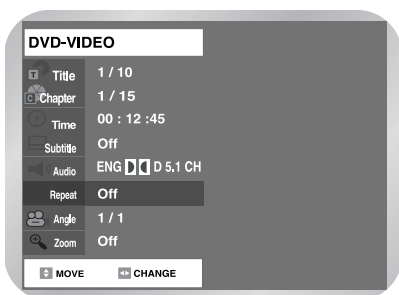 DVD-VIDEO
T Title 1 / 10
C Chapter 1 / 15
Time 00 : 12 :45
Subtitle Off
Audio ENG D 5.1 CH
Repeat Off
Angle 1 / 1
Zoom Off
MOVE CHANGE